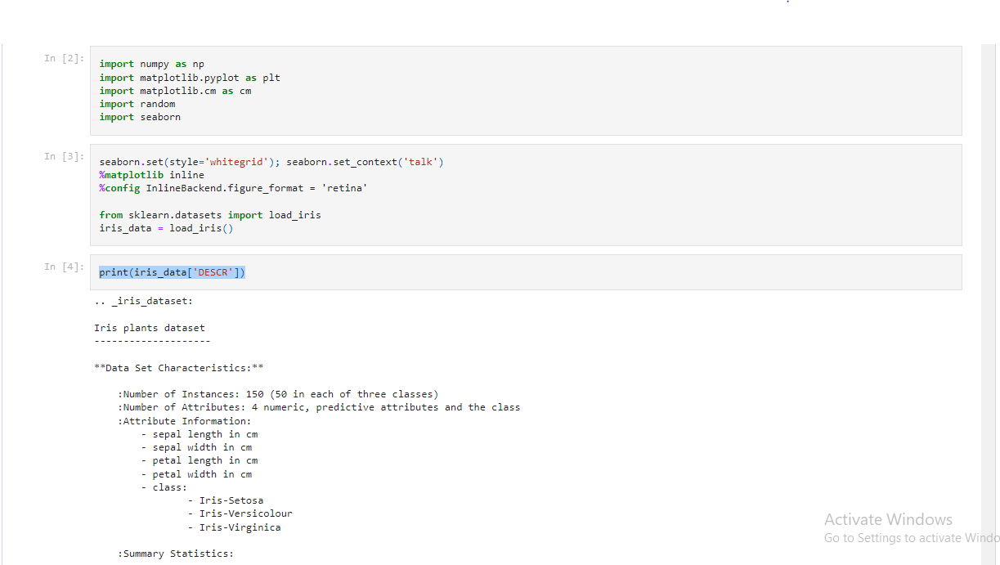 In [2]:
import numpy as np
import matplotlib.pyplot as plt
import matplotlib.cm as cm
import random
import seaborn
In [3]:
seaborn.set(style='whitegrid'); seaborn.set_context('talk')
%matplotlib inline
%config InlineBackend.figure_format = 'retina'
from sklearn.datasets import load_iris
iris_data = load_iris()
In [4]:
print(iris_data['DESCR'])
.. _iris_dataset:
Iris plants dataset
--------------------
**Data Set Characteristics:**
:Number of Instances: 150 (50 in each of three classes)
:Number of Attributes: 4 numeric, predictive attributes and the class
:Attribute Information:
- sepal length in cm
- sepal width in cm
- petal length in cm
- petal width in cm
- class:
- Iris-Setosa
- Iris-Versicolour
- Iris-Virginica
:Summary Statistics:
Activate Windows
Go to Settings to activate Windo